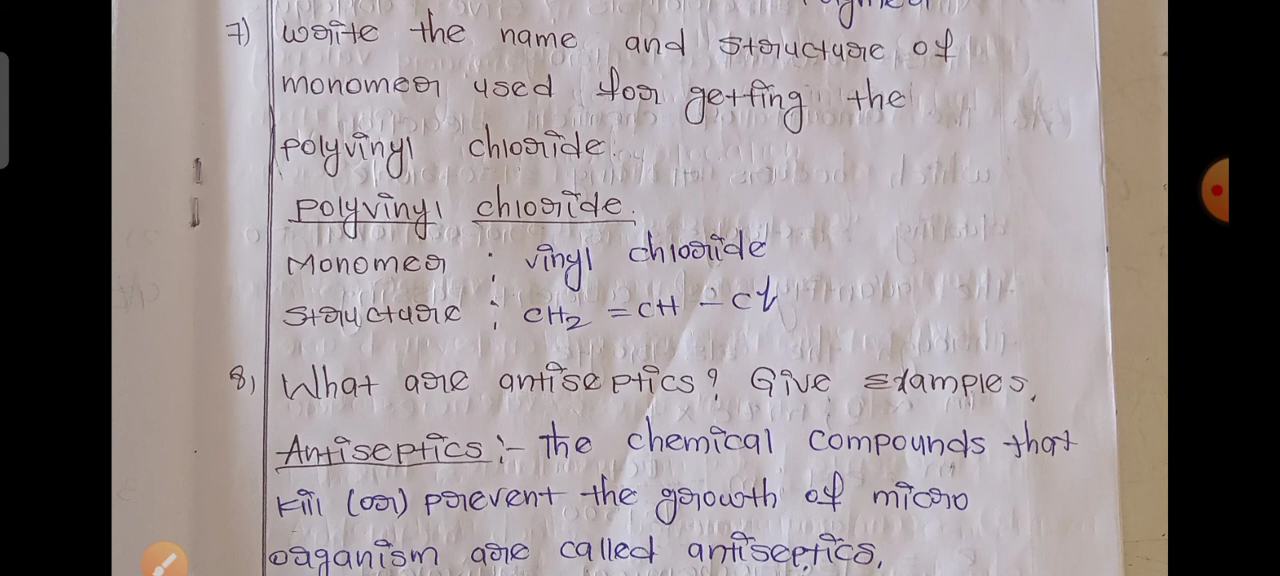 7) write the name and structure of
monomer used for getting the
polyvinyl chloride.
polyvinyl chloride.
Monomer : vinyl chloride
structure : CH2 = CH - Cl
8) What are antiseptics? Give Examples.
Antiseptics :- The chemical compounds that
kill (or) prevent the growth of micro
organism are called antiseptics.